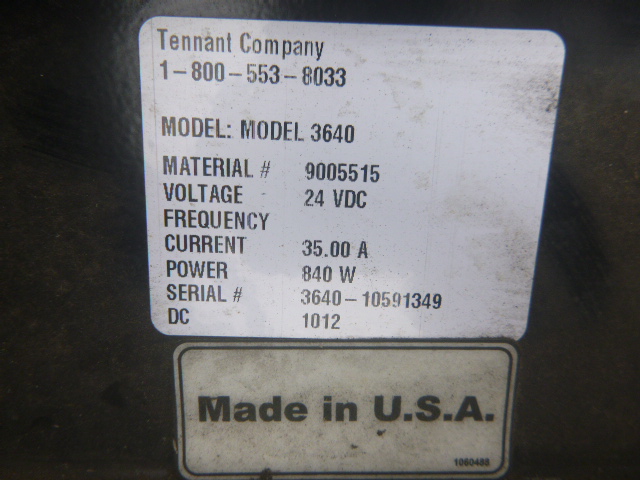 Tennant Company
1-800-553-8033
MODEL: MODEL 3640
MATERIAL # 9005515
VOLTAGE 24 VDC
FREQUENCY
CURRENT 35.00 A
POWER 840 W
SERIAL # 3640-10591349
DC 1012
Made in U.S.A.
1060488